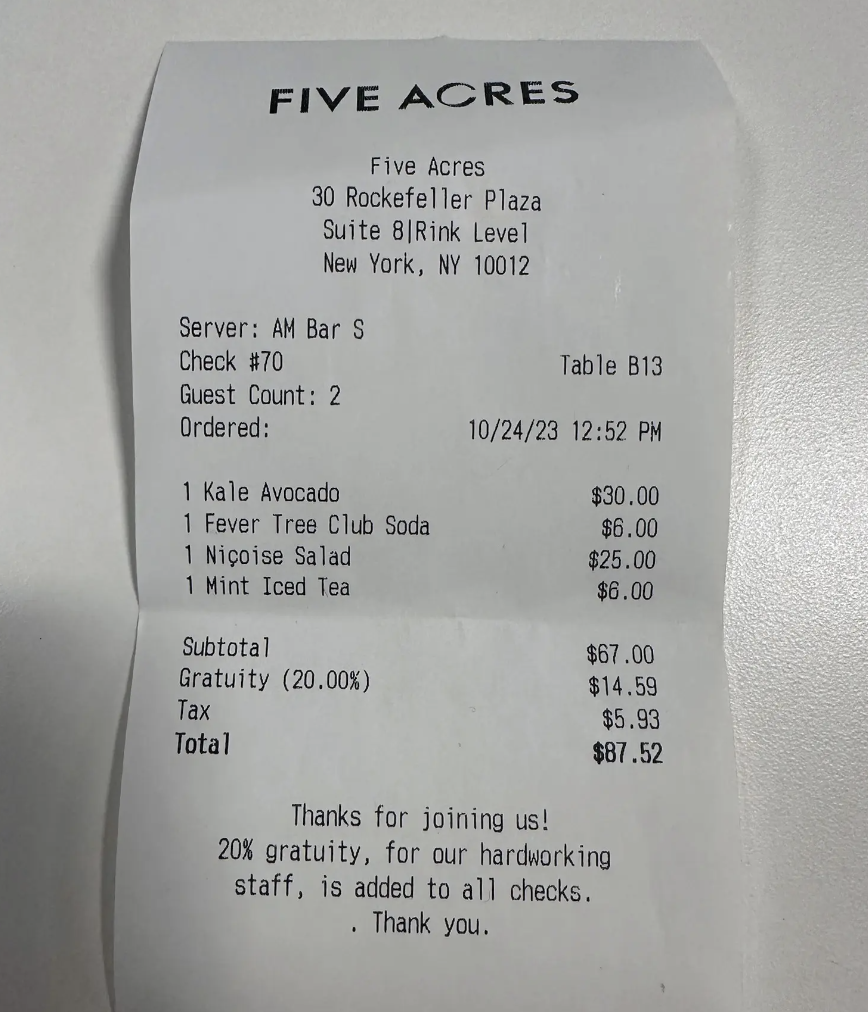 FIVE ACRES
Five Acres
30 Rockefeller Plaza
Suite 8|Rink Level
New York, NY 10012
Server: AM Bar S
Check #70 Table B13
Guest Count: 2
Ordered: 10/24/23 12:52 PM
1 Kale Avocado $30.00
1 Fever Tree Club Soda $6.00
1 Niçoise Salad $25.00
1 Mint Iced Tea $6.00
Subtotal $67.00
Gratuity (20.00%) $14.59
Tax $5.93
Total $87.52
Thanks for joining us!
20% gratuity, for our hardworking
staff, is added to all checks.
. Thank you.